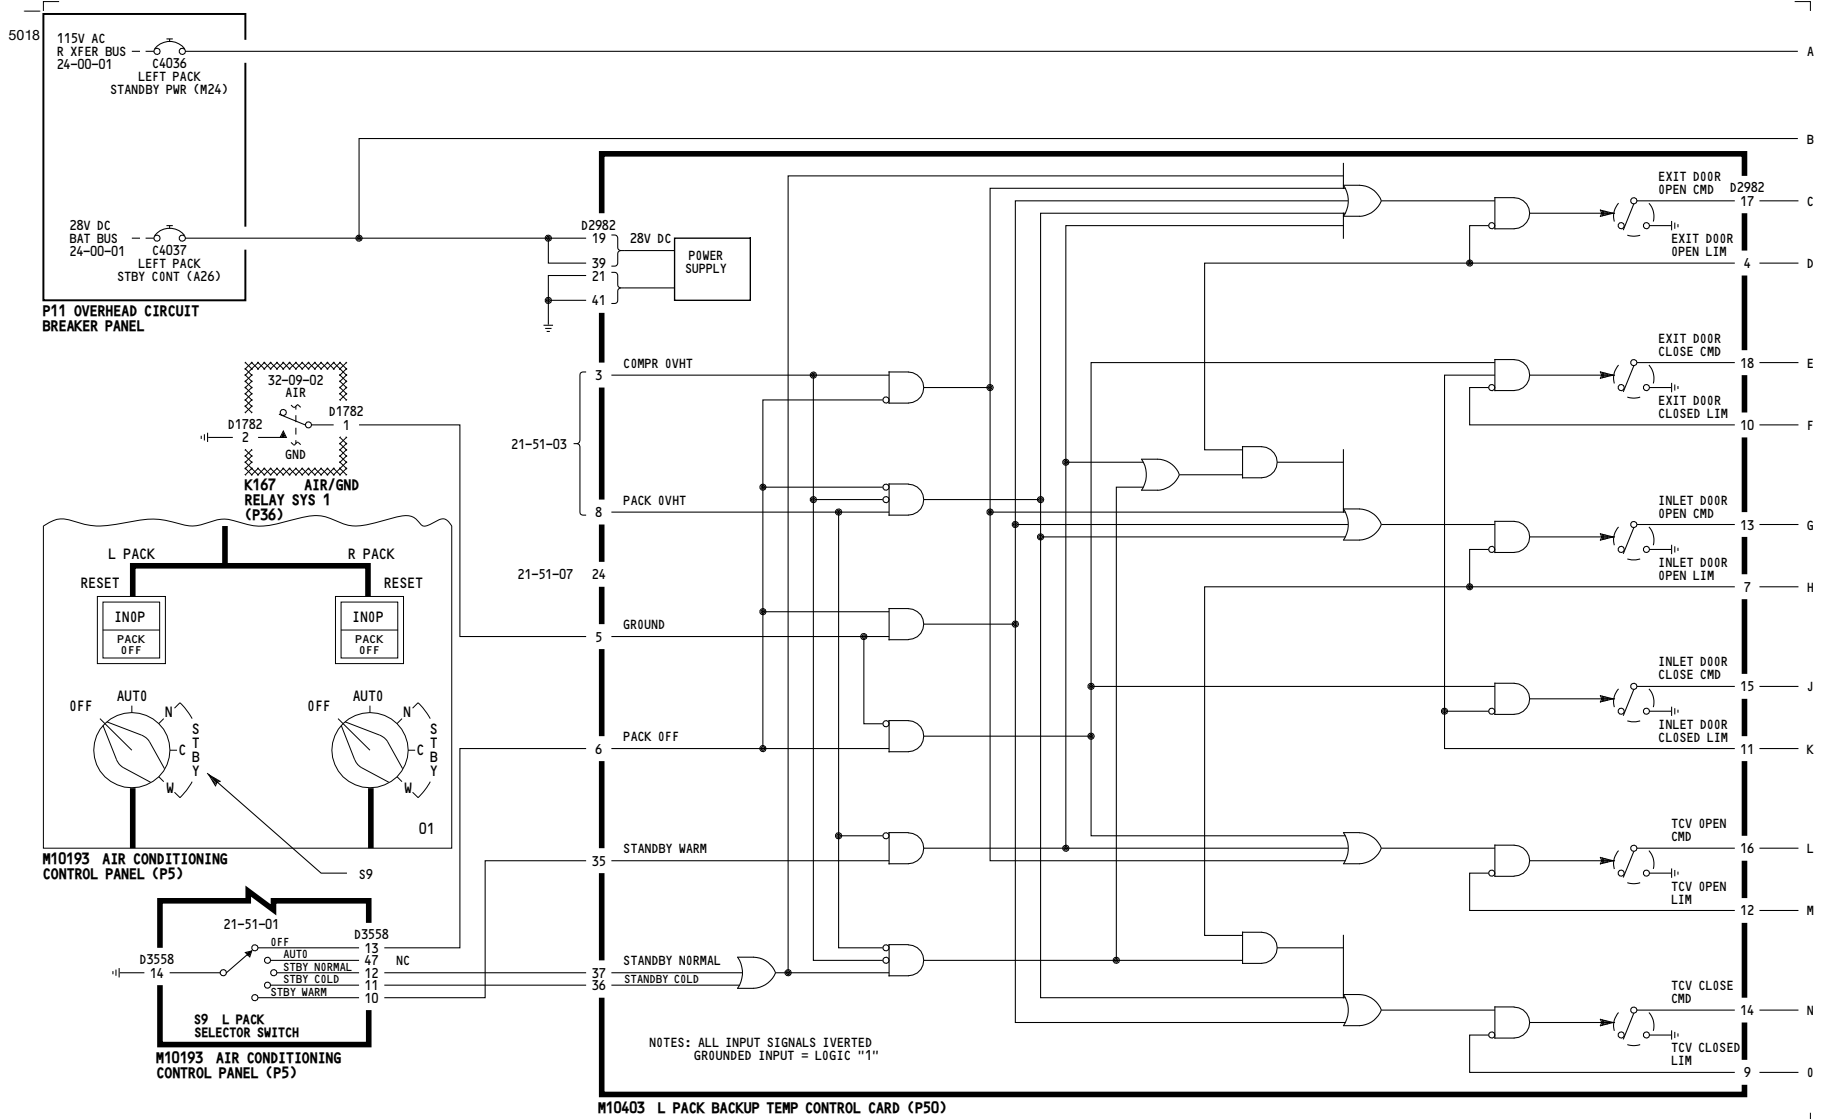 5018
115V AC
R XFER BUS
24-00-01
C4036
LEFT PACK
STANDBY PWR (M24)
A
B
28V DC
BAT BUS
24-00-01
C4037
LEFT PACK
STBY CONT (A26)
P11 OVERHEAD CIRCUIT
BREAKER PANEL
D2982
19
39
21
41
28V DC
POWER
SUPPLY
32-09-02
AIR
D1782
1
D1782
2
GND
K167 AIR/GND
RELAY SYS 1
(P36)
21-51-03
3
COMPR OVHT
8
PACK OVHT
21-51-07
24
5
GROUND
6
PACK OFF
35
STANDBY WARM
37
STANDBY NORMAL
36
STANDBY COLD
L PACK
R PACK
RESET
RESET
INOP
PACK
OFF
INOP
PACK
OFF
OFF
AUTO
N
C
W
STBY
OFF
AUTO
N
C
W
STBY
01
S9
M10193 AIR CONDITIONING
CONTROL PANEL (P5)
21-51-01
D3558
14
D3558
OFF
13
AUTO
47
NC
STBY NORMAL
12
STBY COLD
11
STBY WARM
10
S9 L PACK
SELECTOR SWITCH
M10193 AIR CONDITIONING
CONTROL PANEL (P5)
NOTES: ALL INPUT SIGNALS IVERTED
GROUNDED INPUT = LOGIC "1"
M10403 L PACK BACKUP TEMP CONTROL CARD (P50)
EXIT DOOR
OPEN CMD
D2982
17
C
EXIT DOOR
OPEN LIM
4
D
EXIT DOOR
CLOSE CMD
18
E
EXIT DOOR
CLOSED LIM
10
F
INLET DOOR
OPEN CMD
13
G
INLET DOOR
OPEN LIM
7
H
INLET DOOR
CLOSE CMD
15
J
INLET DOOR
CLOSED LIM
11
K
TCV OPEN
CMD
16
L
TCV OPEN
LIM
12
M
TCV CLOSE
CMD
14
N
TCV CLOSED
LIM
9
O